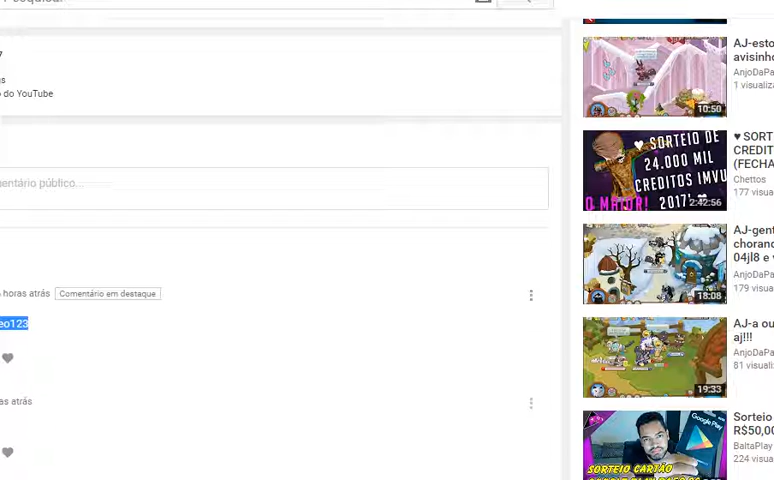 do YouTube
entário público...
horas atrás Comentário em destaque
eo123
as atrás
10:50
AJ-esto
avisinho
AnjoDaPa
1 visualiza
♥ SORTEIO DE
24.000 MIL
CREDITOS IMVU
O MAIOR! 2017' ♥
2:42:56
♥ SORT
CREDIT
(FECHA
Chettos
177 visua
18:08
AJ-gent
chorand
04jl8 e v
AnjoDaPa
179 visua
19:33
AJ-a ou
aj!!!
AnjoDaPa
81 visuali
Google Play
SORTEIO CARTÃO
Sorteio
R$50,00
BaltaPlay
224 visua